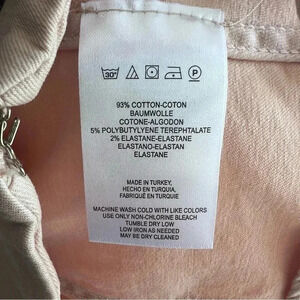 30°
P
93% COTTON-COTON
BAUMWOLLE
COTONE-ALGODON
5% POLYBUTYLENE TEREPHTALATE
2% ELASTANE-ELASTANE
ELASTANO-ELASTAN
ELASTANE
MADE IN TURKEY,
HECHO EN TURQUIA,
FABRIQUÉ EN TURQUIE
MACHINE WASH COLD WITH LIKE COLORS
USE ONLY NON-CHLORINE BLEACH
TUMBLE DRY LOW
LOW IRON AS NEEDED
MAY BE DRY CLEANED